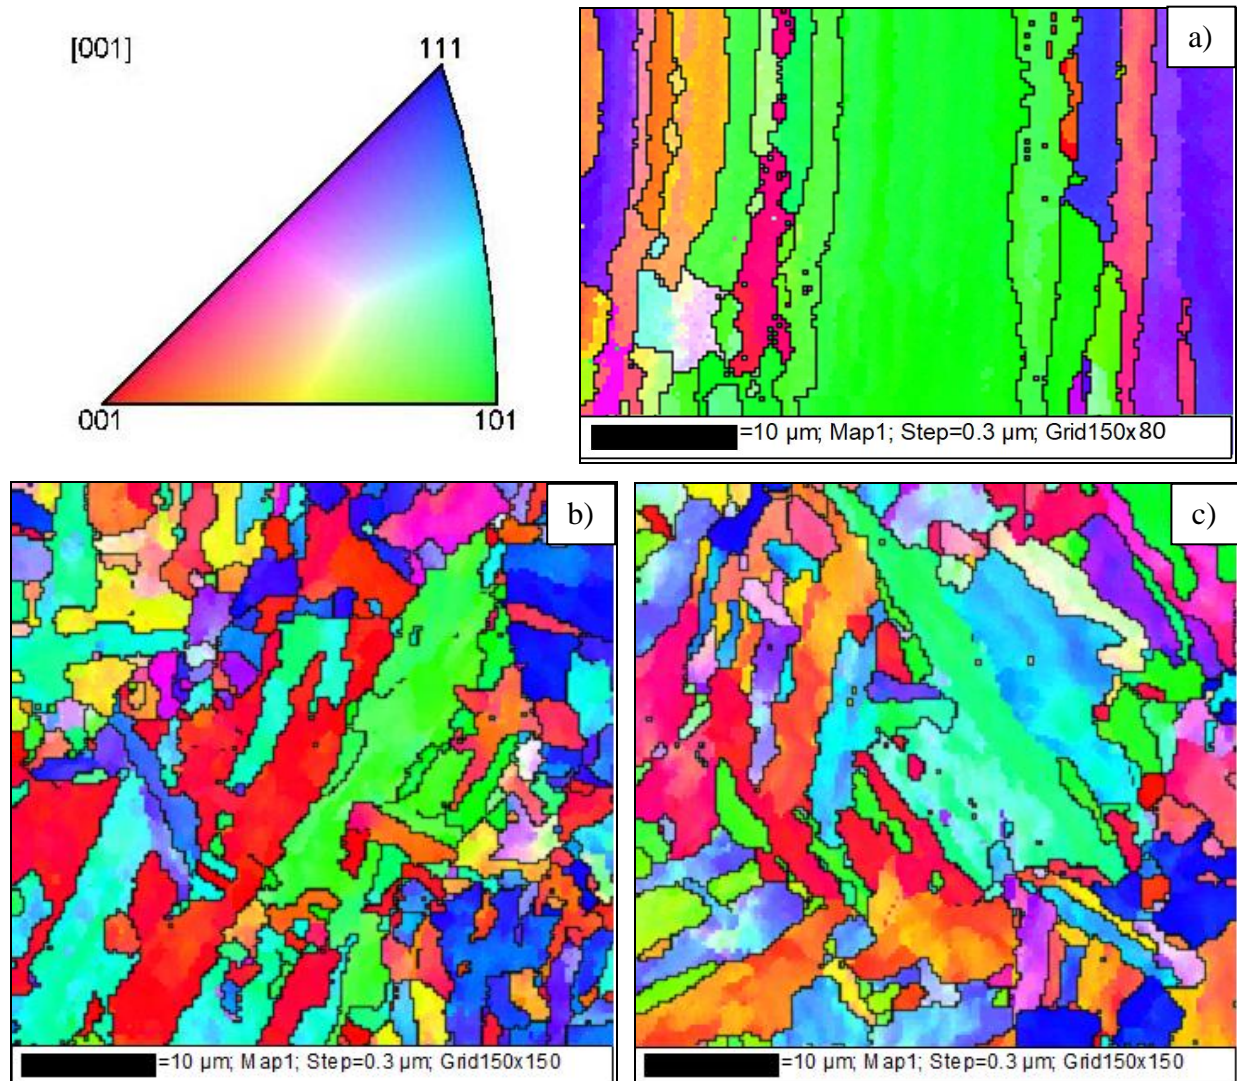 [001]
111
001
101
a)
=10 µm; Map1; Step=0.3 µm; Grid150x80
b)
c)
=10 µm; Map1; Step=0.3 µm; Grid150x150
=10 µm; Map1; Step=0.3 µm; Grid150x150